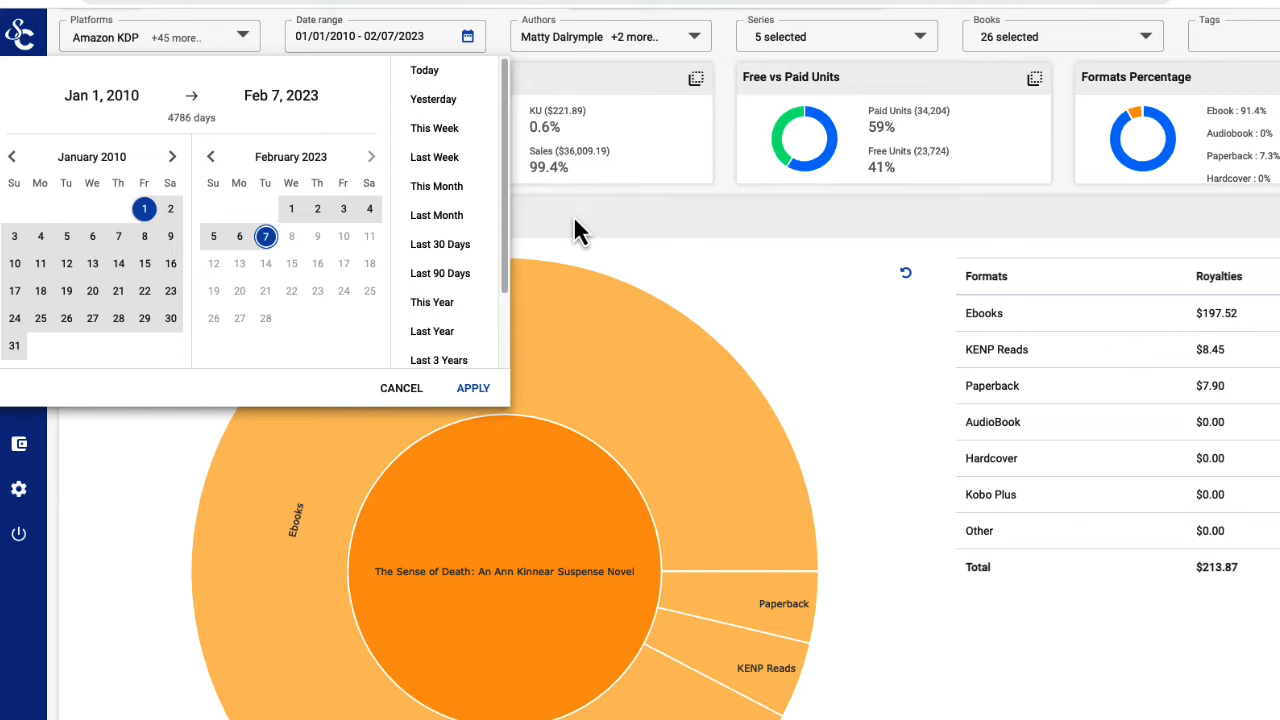 Platforms
Amazon KDP +45 more..
Date range
01/01/2010 - 02/07/2023
Authors
Matty Dalrymple +2 more..
Series
5 selected
Books
26 selected
Tags
Jan 1, 2010 → Feb 7, 2023
4786 days
January 2010
Su Mo Tu We Th Fr Sa
1 2
3 4 5 6 7 8 9
10 11 12 13 14 15 16
17 18 19 20 21 22 23
24 25 26 27 28 29 30
31
February 2023
Su Mo Tu We Th Fr Sa
1 2 3 4
5 6 7 8 9 10 11
12 13 14 15 16 17 18
19 20 21 22 23 24 25
26 27 28
Today
Yesterday
This Week
Last Week
This Month
Last Month
Last 30 Days
Last 90 Days
This Year
Last Year
Last 3 Years
CANCEL APPLY
KU ($221.89)
0.6%
Sales ($36,009.19)
99.4%
Free vs Paid Units
Paid Units (34,204)
59%
Free Units (23,724)
41%
Formats Percentage
Ebook : 91.4%
Audiobook : 0%
Paperback : 7.3%
Hardcover : 0%
Ebooks
The Sense of Death: An Ann Kinnear Suspense Novel
Paperback
KENP Reads
Formats Royalties
Ebooks $197.52
KENP Reads $8.45
Paperback $7.90
AudioBook $0.00
Hardcover $0.00
Kobo Plus $0.00
Other $0.00
Total $213.87